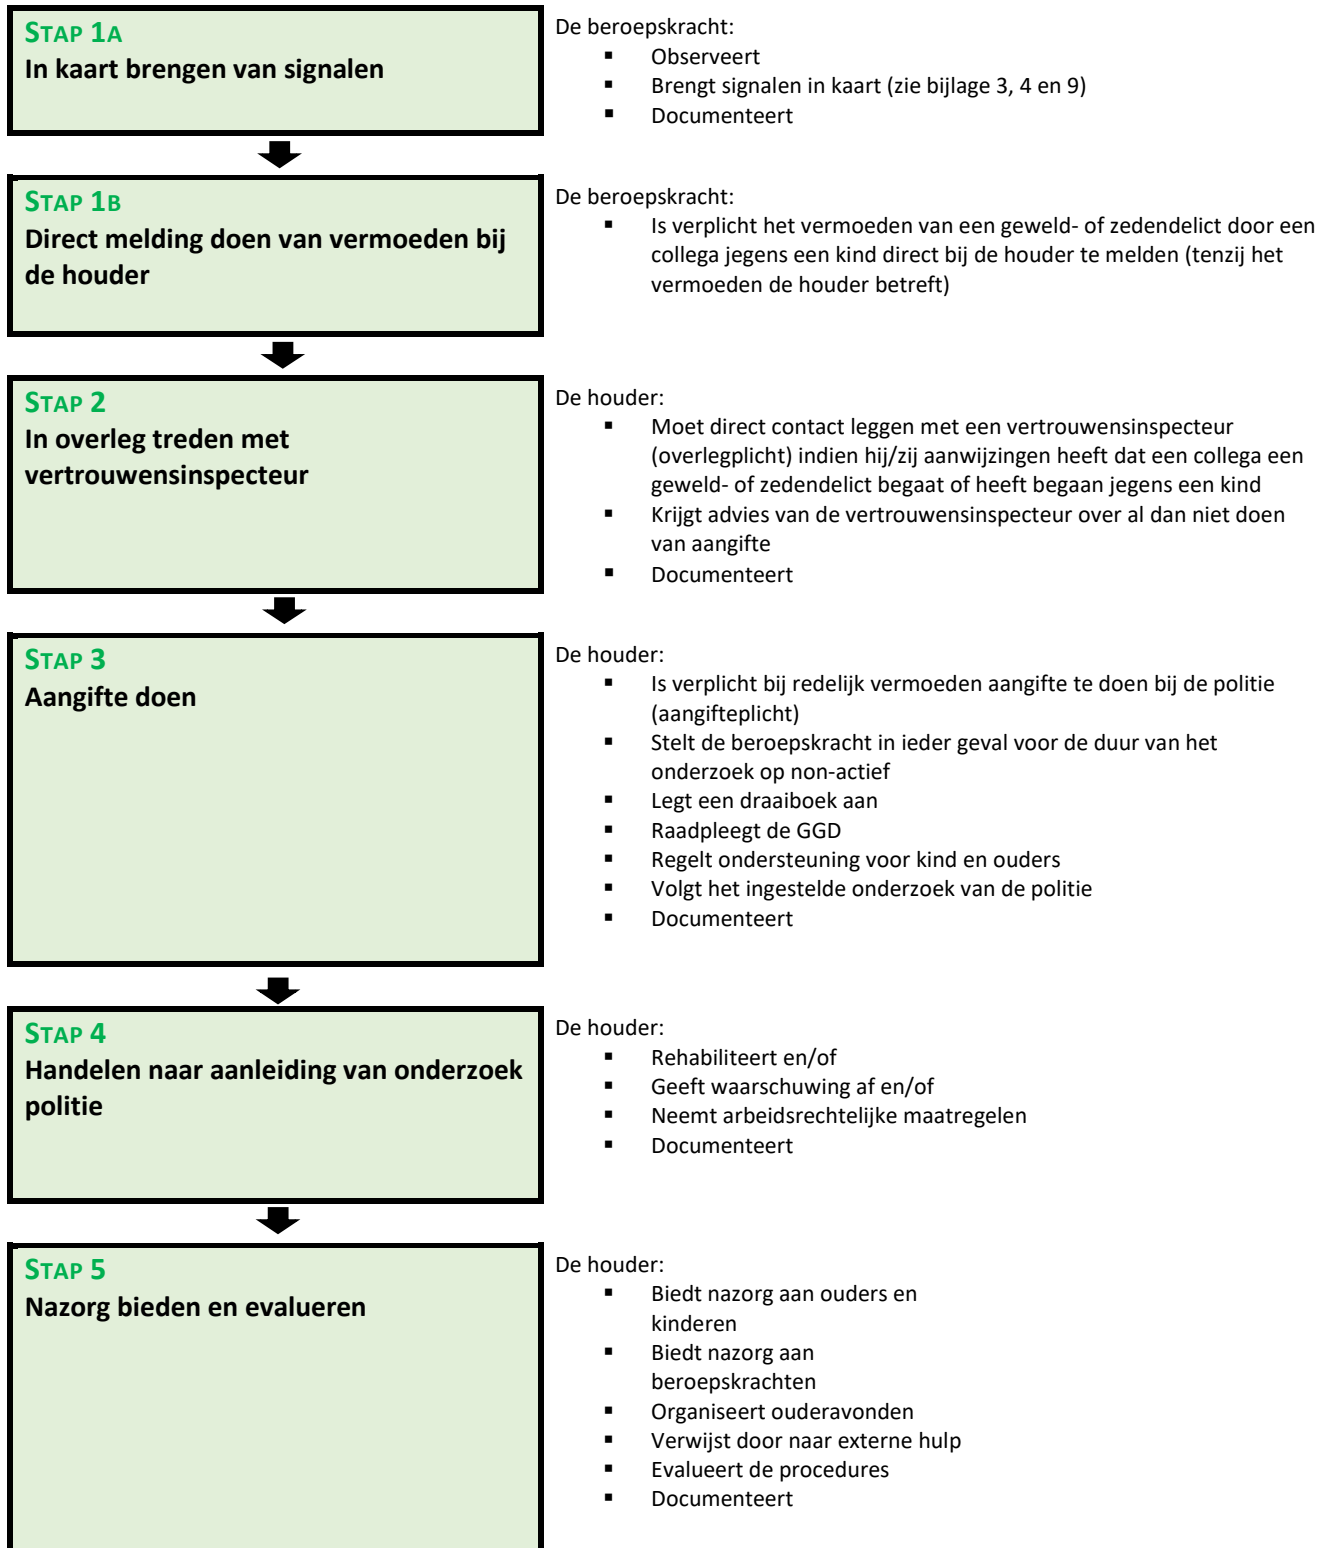 STAP 1A
In kaart brengen van signalen
De beroepskracht:
▪ Observeert
▪ Brengt signalen in kaart (zie bijlage 3, 4 en 9)
▪ Documenteert
STAP 1B
Direct melding doen van vermoeden bij
de houder
De beroepskracht:
▪ Is verplicht het vermoeden van een geweld- of zedendelict door een
collega jegens een kind direct bij de houder te melden (tenzij het
vermoeden de houder betreft)
STAP 2
In overleg treden met
vertrouwensinspecteur
De houder:
▪ Moet direct contact leggen met een vertrouwensinspecteur
(overlegplicht) indien hij/zij aanwijzingen heeft dat een collega een
geweld- of zedendelict begaat of heeft begaan jegens een kind
▪ Krijgt advies van de vertrouwensinspecteur over al dan niet doen
van aangifte
▪ Documenteert
STAP 3
Aangifte doen
De houder:
▪ Is verplicht bij redelijk vermoeden aangifte te doen bij de politie
(aangifteplicht)
▪ Stelt de beroepskracht in ieder geval voor de duur van het
onderzoek op non-actief
▪ Legt een draaiboek aan
▪ Raadpleegt de GGD
▪ Regelt ondersteuning voor kind en ouders
▪ Volgt het ingestelde onderzoek van de politie
▪ Documenteert
STAP 4
Handelen naar aanleiding van onderzoek
politie
De houder:
▪ Rehabiliteert en/of
▪ Geeft waarschuwing af en/of
▪ Neemt arbeidsrechtelijke maatregelen
▪ Documenteert
STAP 5
Nazorg bieden en evalueren
De houder:
▪ Biedt nazorg aan ouders en
kinderen
▪ Biedt nazorg aan
beroepskrachten
▪ Organiseert ouderavonden
▪ Verwijst door naar externe hulp
▪ Evalueert de procedures
▪ Documenteert